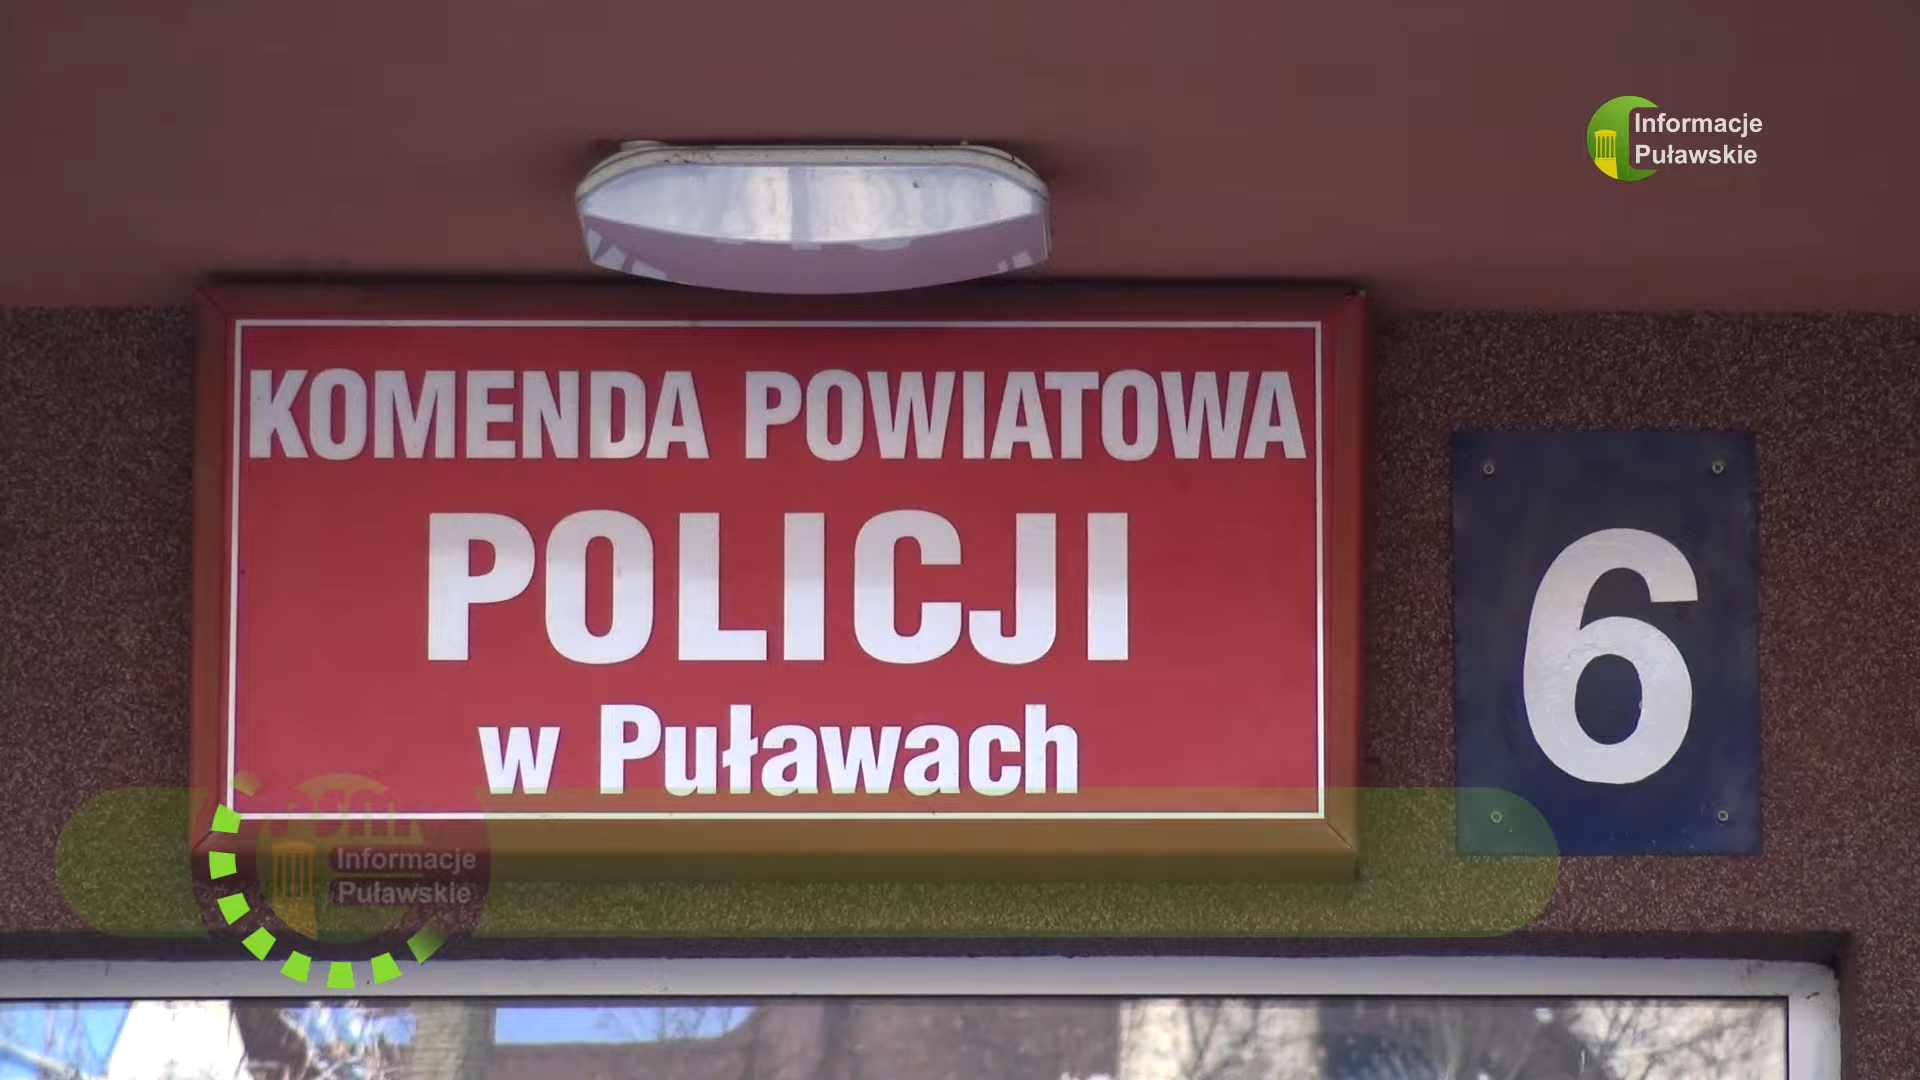 Informacje
Puławskie
KOMENDA POWIATOWA
POLICJI
w Puławach
6
Informacje
Puławskie